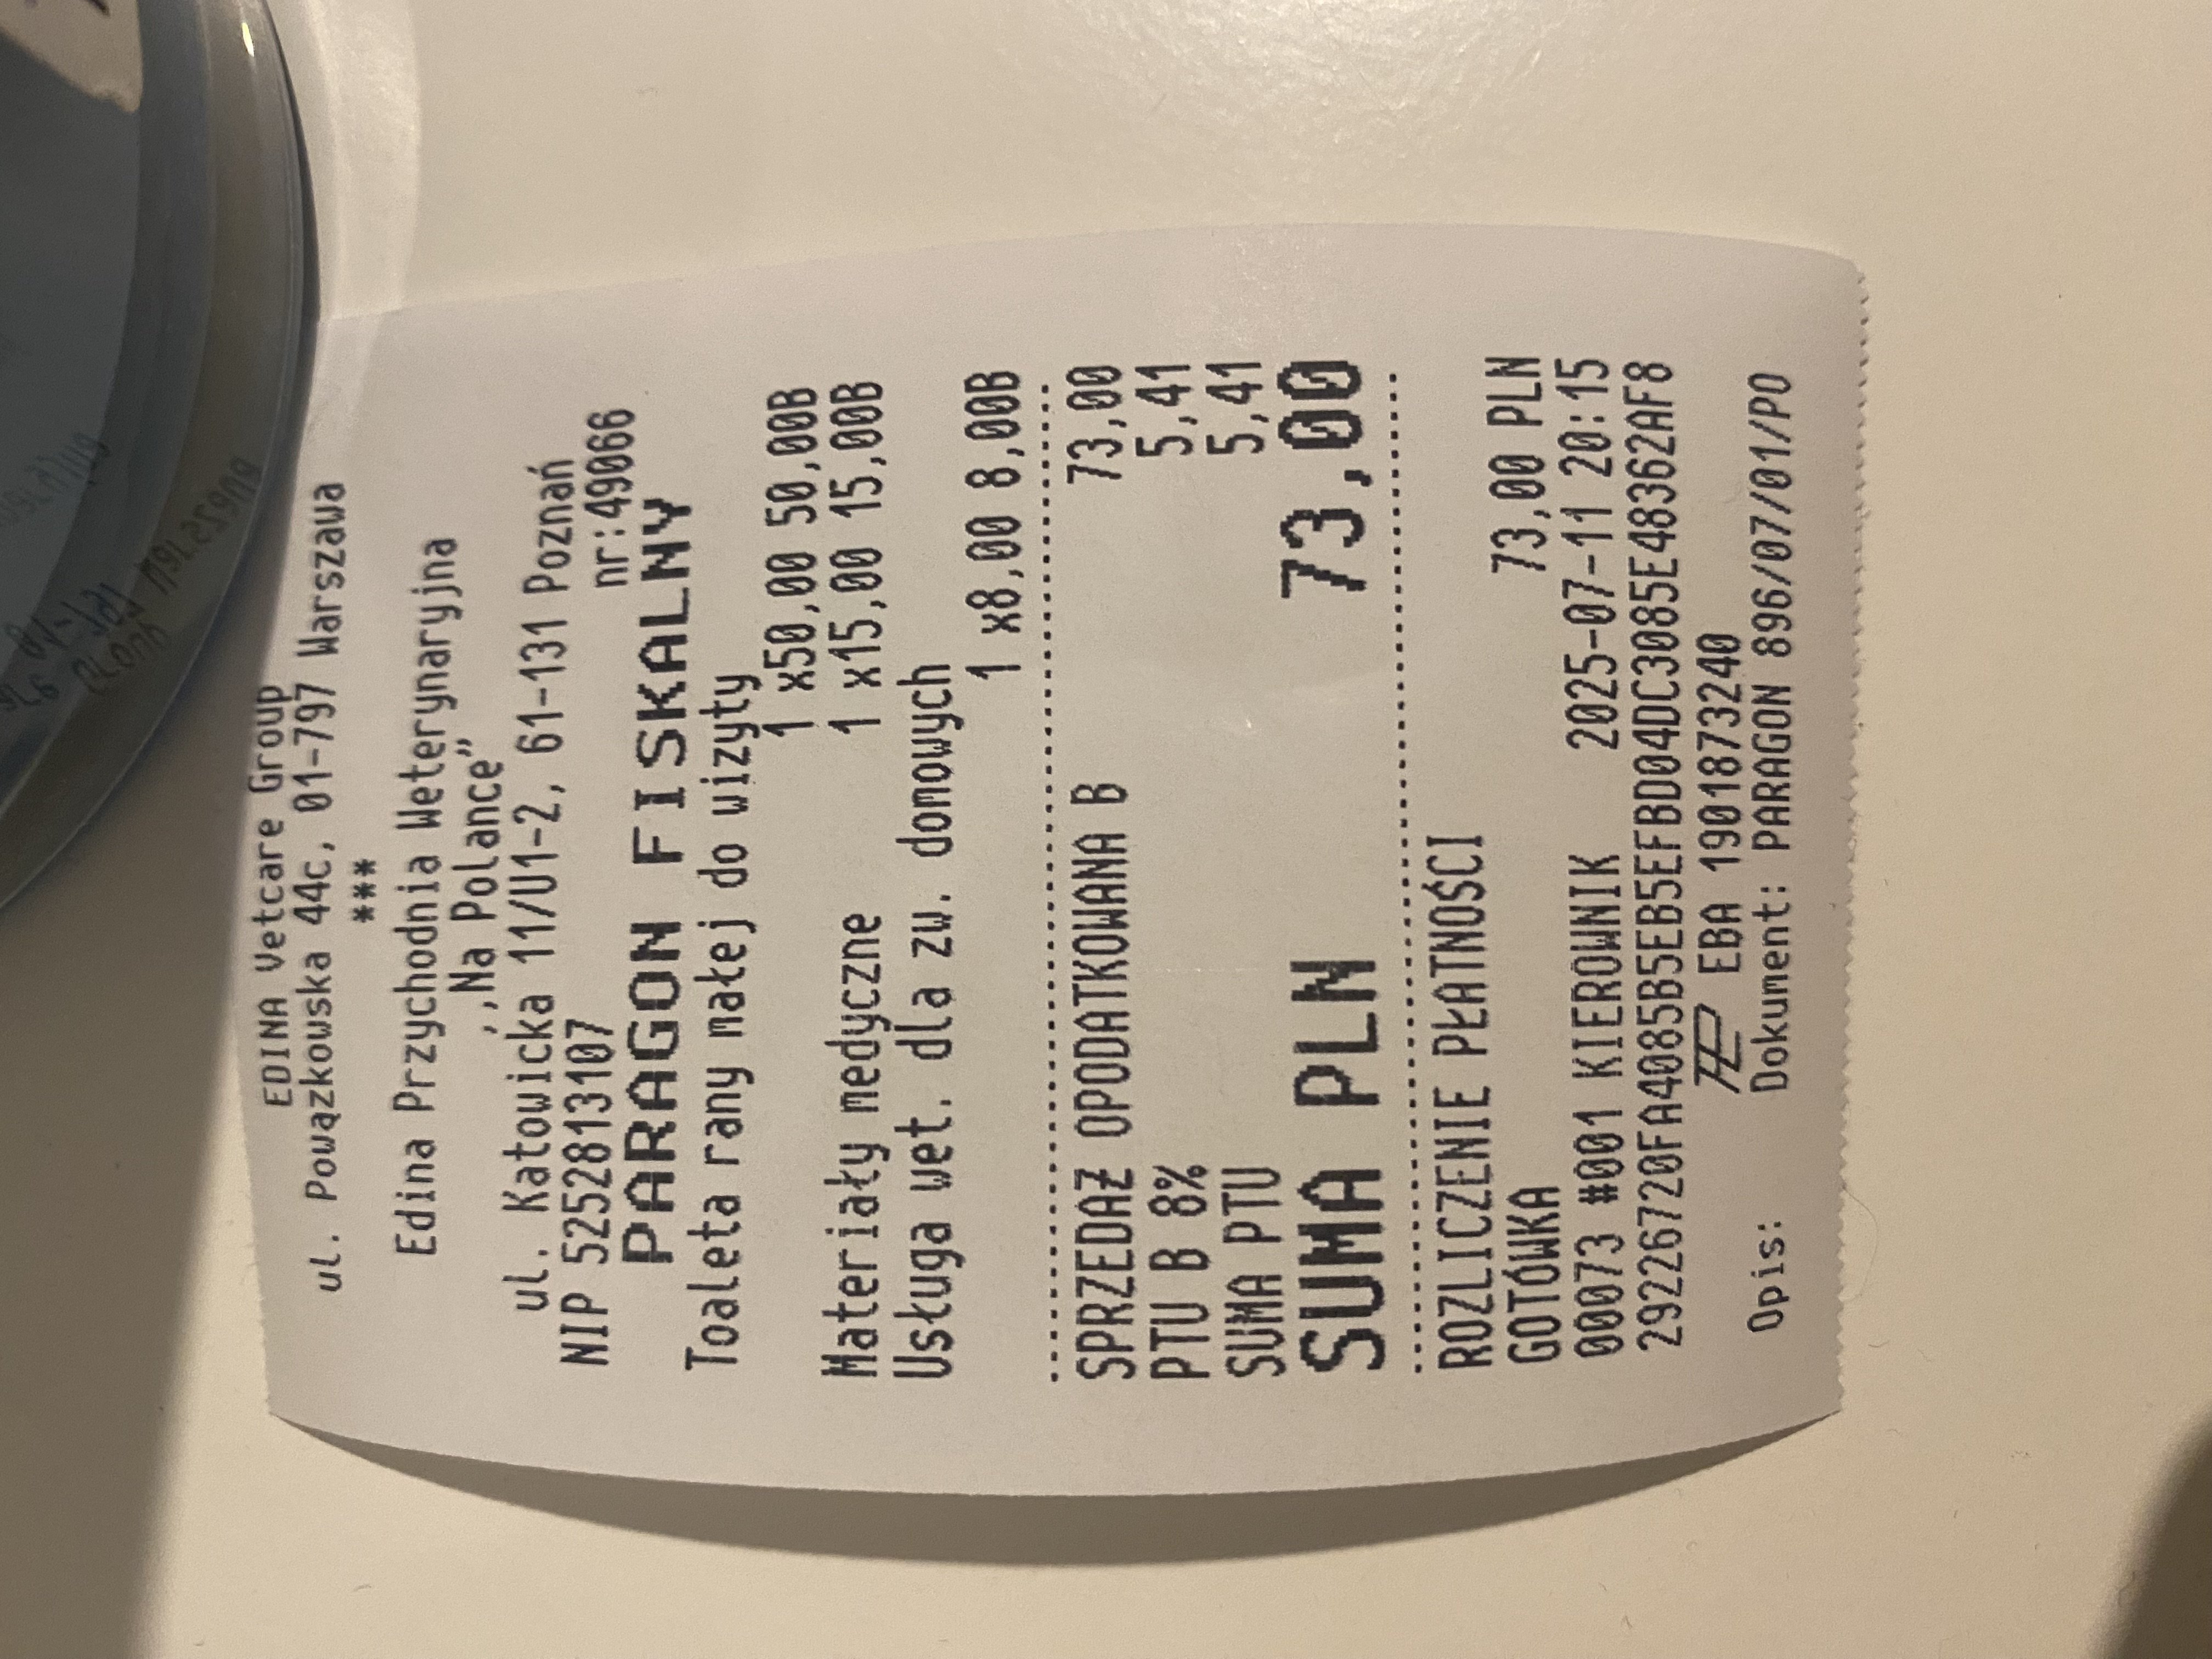 EDINA Vetcare Group
ul. Powązkowska 44c, 01-797 Warszawa
***
Edina Przychodnia Weterynaryjna
,,Na Polance”
ul. Katowicka 11/U1-2, 61-131 Poznań
NIP 5252813107 nr:49066
PARAGON FISKALNY
Toaleta rany małej do wizyty
1 x50,00 50,00B
Materiały medyczne 1 x15,00 15,00B
Usługa wet. dla zw. domowych
1 x8,00 8,00B
SPRZEDAŻ OPODATKOWANA B 73,00
PTU B 8% 5,41
SUMA PTU 5,41
SUMA PLN 73,00
ROZLICZENIE PŁATNOŚCI
GOTÓWKA 73,00 PLN
00073 #001 KIEROWNIK 2025-07-11 20:15
29226720FA4085B5EB5EFBD04DC3085E48362AF8
EBA 1901873240
Opis: Dokument: PARAGON 896/07/01/PO